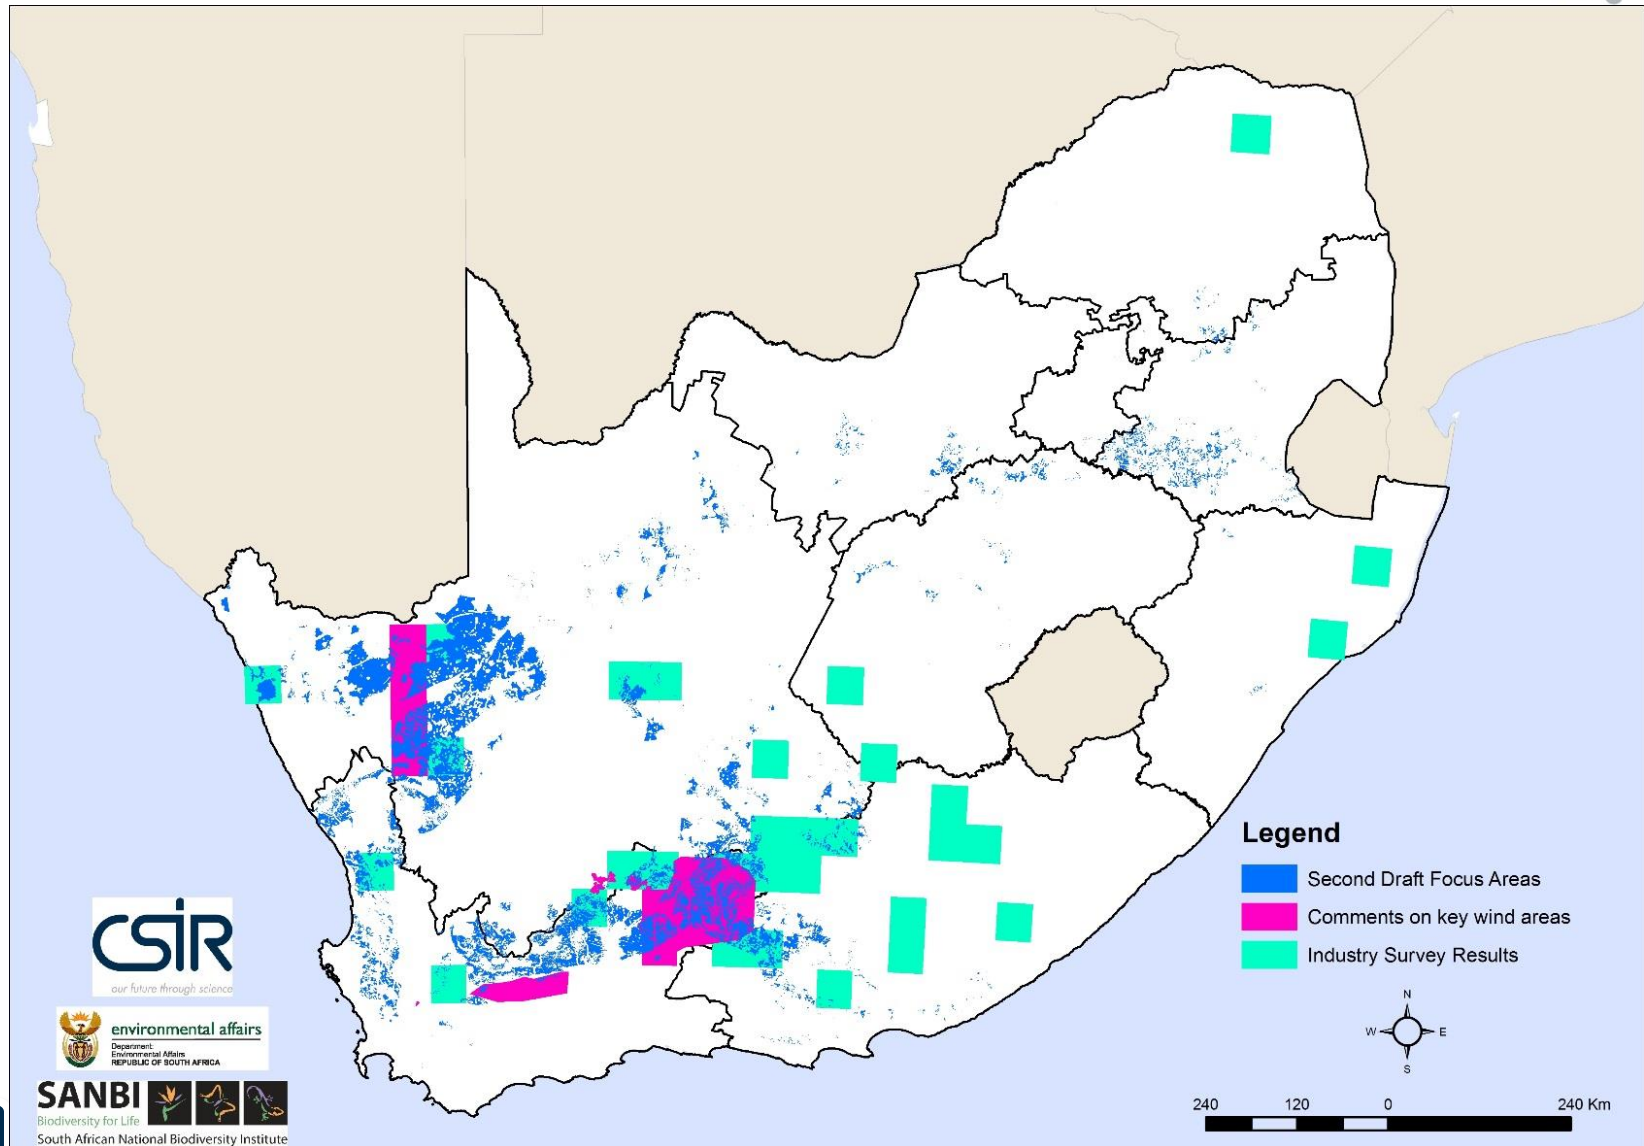 Legend
Second Draft Focus Areas
Comments on key wind areas
Industry Survey Results
N
W
E
S
240
120
0
240 Km
CSIR
our future through science
environmental affairs
Department:
Environmental Affairs
REPUBLIC OF SOUTH AFRICA
SANBI
Biodiversity for Life
South African National Biodiversity Institute